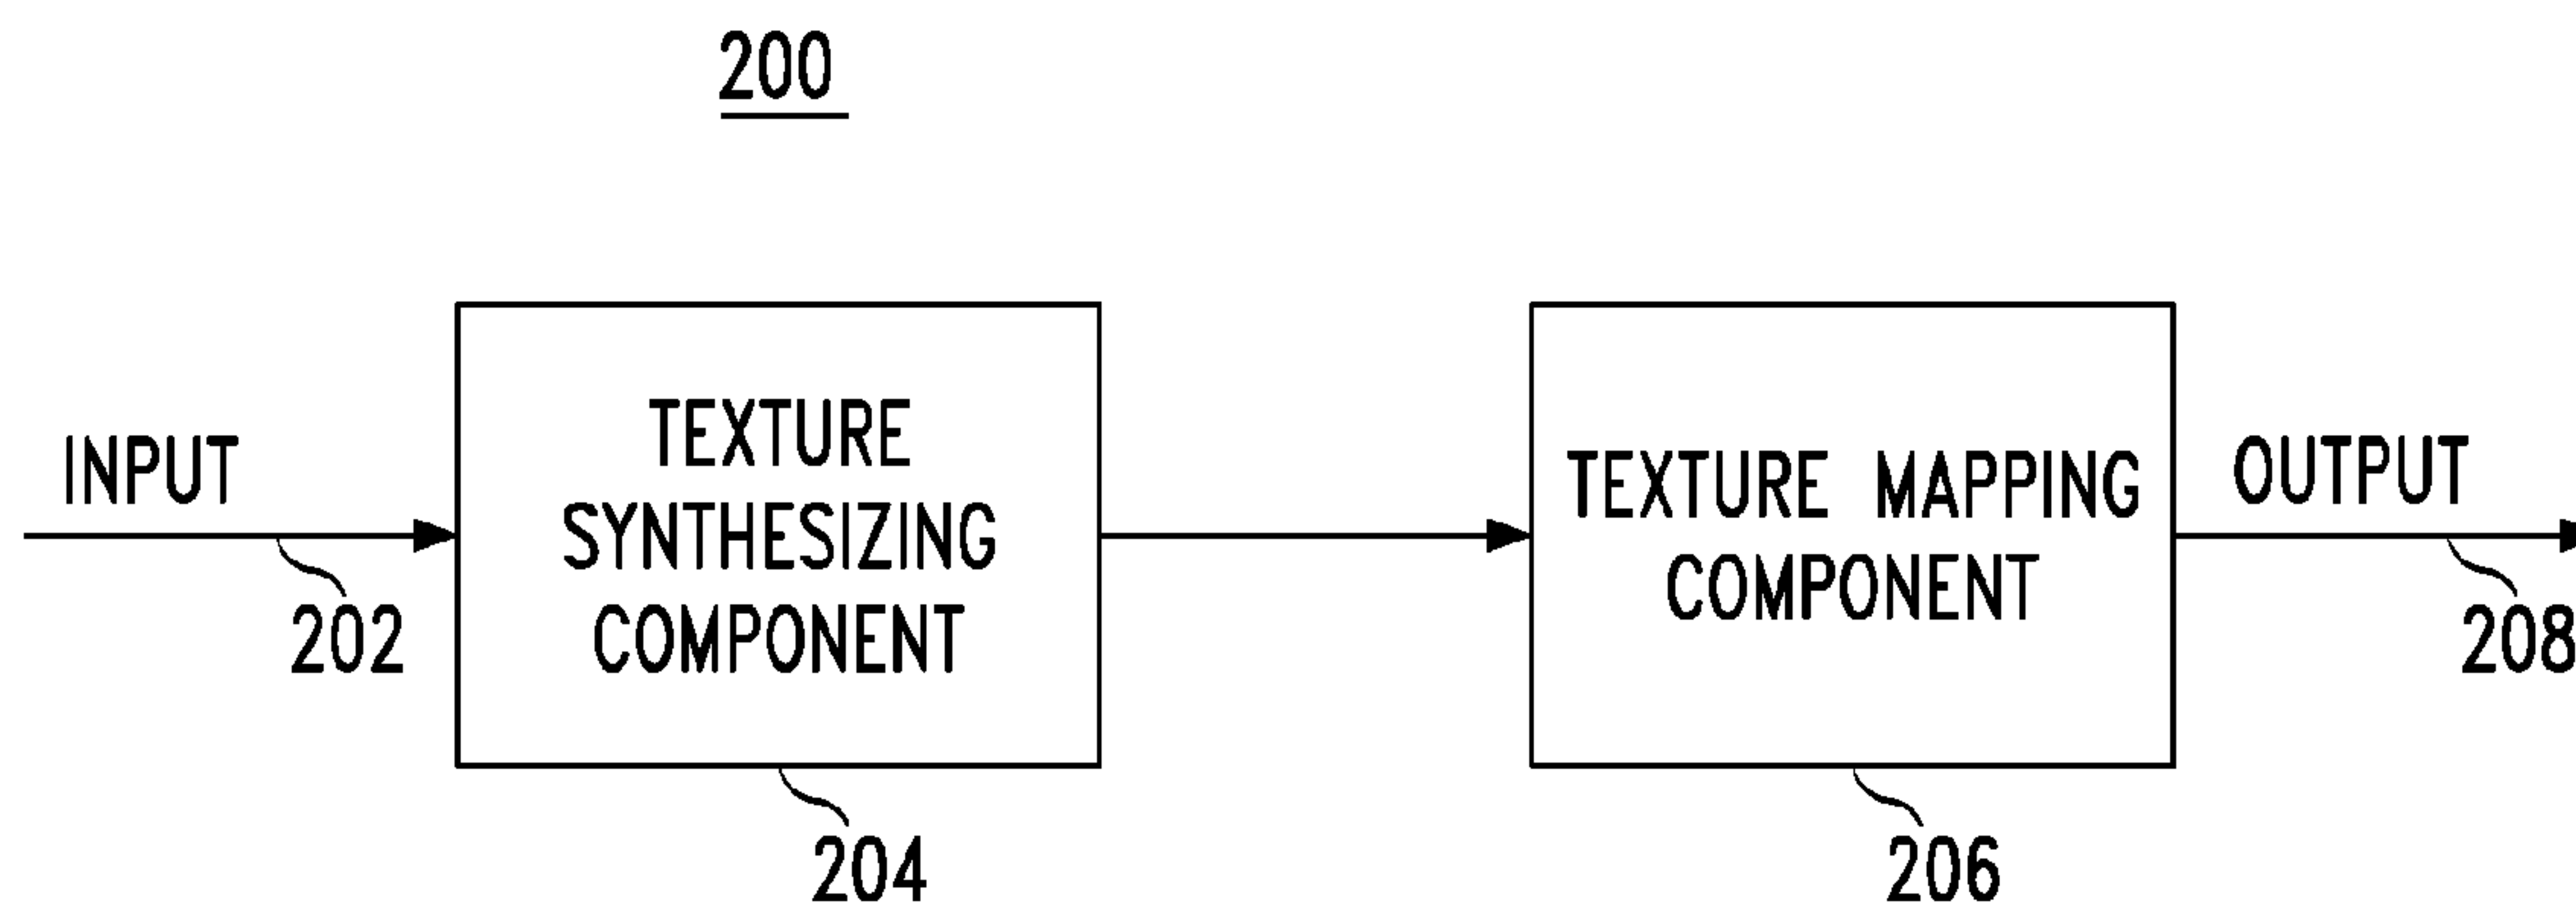 200
INPUT
202
TEXTURE
SYNTHESIZING
COMPONENT
204
TEXTURE MAPPING
COMPONENT
206
OUTPUT
208